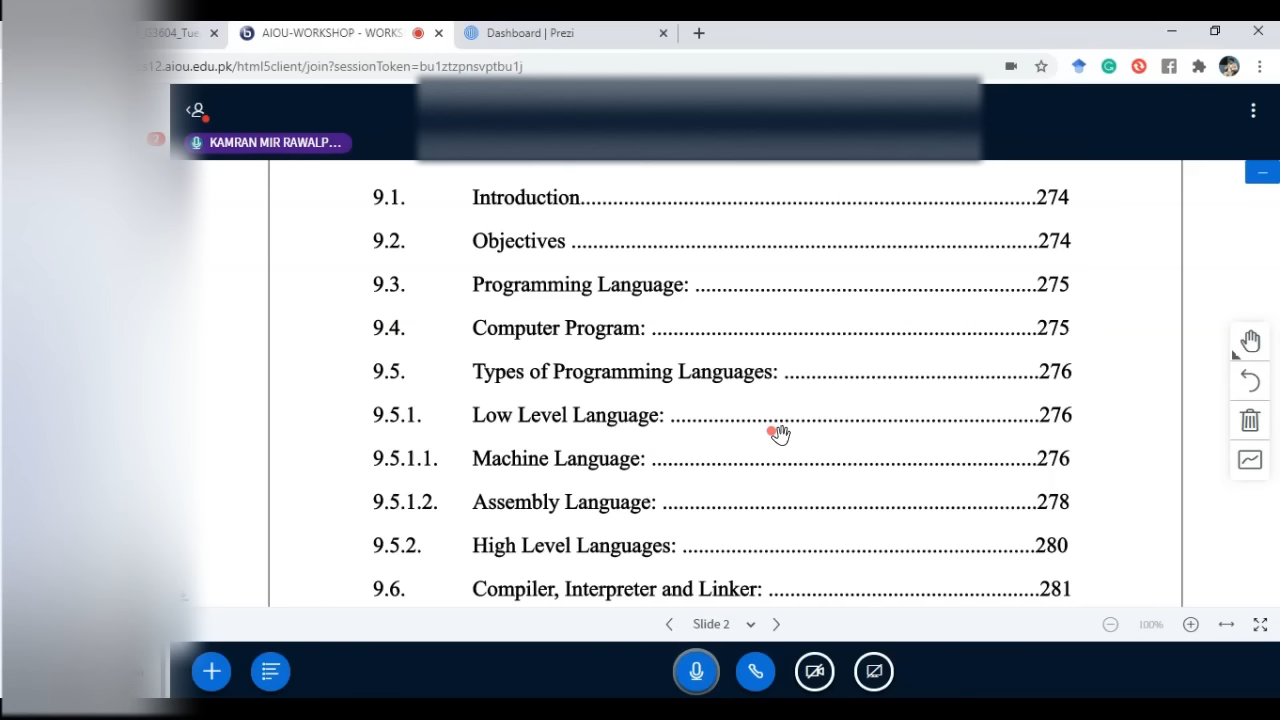 3604_Tue
AIOU-WORKSHOP - WORKS
Dashboard | Prezi
12.aiou.edu.pk/html5client/join?sessionToken=bu1ztzpnsvptbu1j
2
KAMRAN MIR RAWALP...
9.1. Introduction..........................................................................................274
9.2. Objectives ............................................................................................274
9.3. Programming Language: ....................................................................275
9.4. Computer Program: .............................................................................275
9.5. Types of Programming Languages: ...................................................276
9.5.1. Low Level Language: .........................................................................276
9.5.1.1. Machine Language: .............................................................................276
9.5.1.2. Assembly Language: ...........................................................................278
9.5.2. High Level Languages: .......................................................................280
9.6. Compiler, Interpreter and Linker: ......................................................281
Slide 2
100%